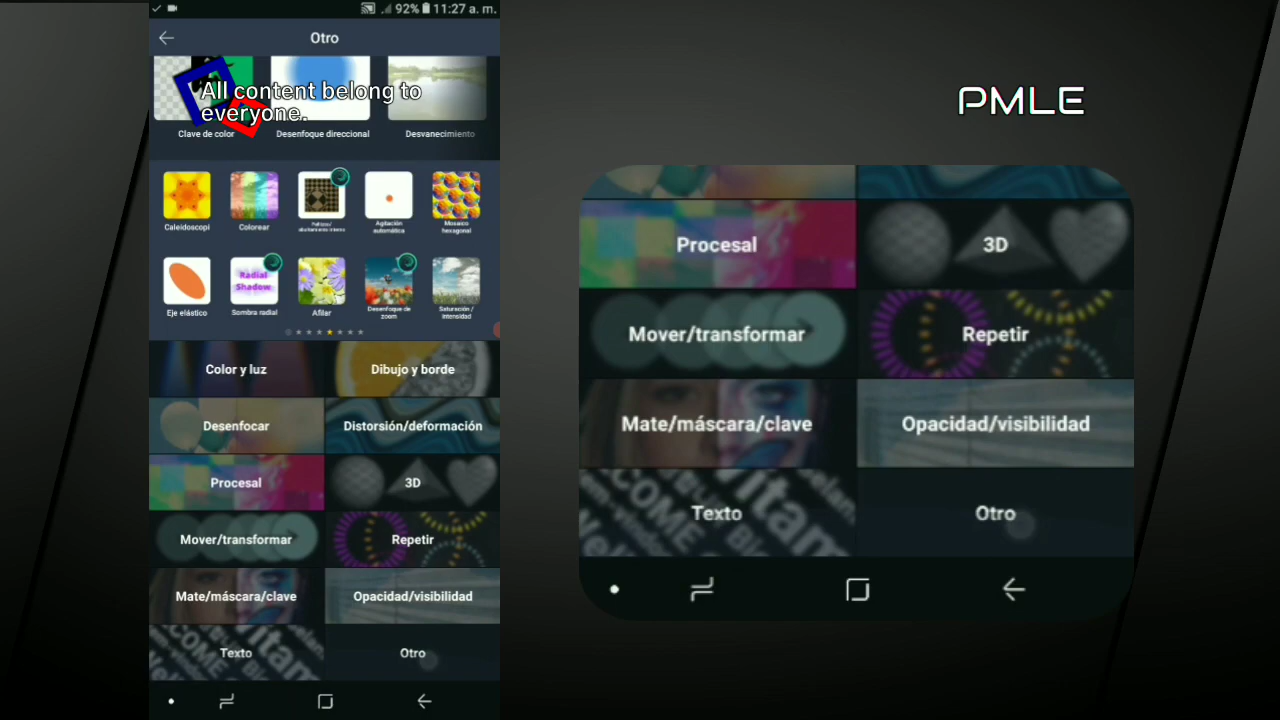 92% 11:27 a. m.
Otro
All content belong to
everyone.
Clave de color
Desenfoque direccional
Desvanecimiento
Caleidoscopi
Colorear
Agitación
automática
Mosaico
hexagonal
Radial
Shadow
Eje elástico
Sombra radial
Afilar
Desenfoque de
zoom
Saturación /
intensidad
Color y luz
Dibujo y borde
Desenfocar
Distorsión/deformación
Procesal
3D
Mover/transformar
Repetir
Mate/máscara/clave
Opacidad/visibilidad
Texto
Otro
PMLE
Procesal
3D
Mover/transformar
Repetir
Mate/máscara/clave
Opacidad/visibilidad
Texto
Otro